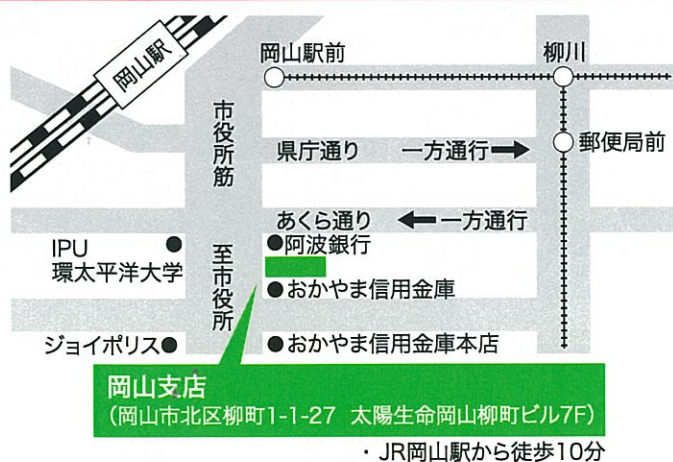 岡山駅
岡山駅前
柳川
市役所筋
郵便局前
県庁通り 一方通行
あくら通り 一方通行
IPU
環太平洋大学
至市役所
阿波銀行
おかやま信用金庫
ジョイポリス
おかやま信用金庫本店
岡山支店
(岡山市北区柳町1-1-27 太陽生命岡山柳町ビル7F)
・JR岡山駅から徒歩10分